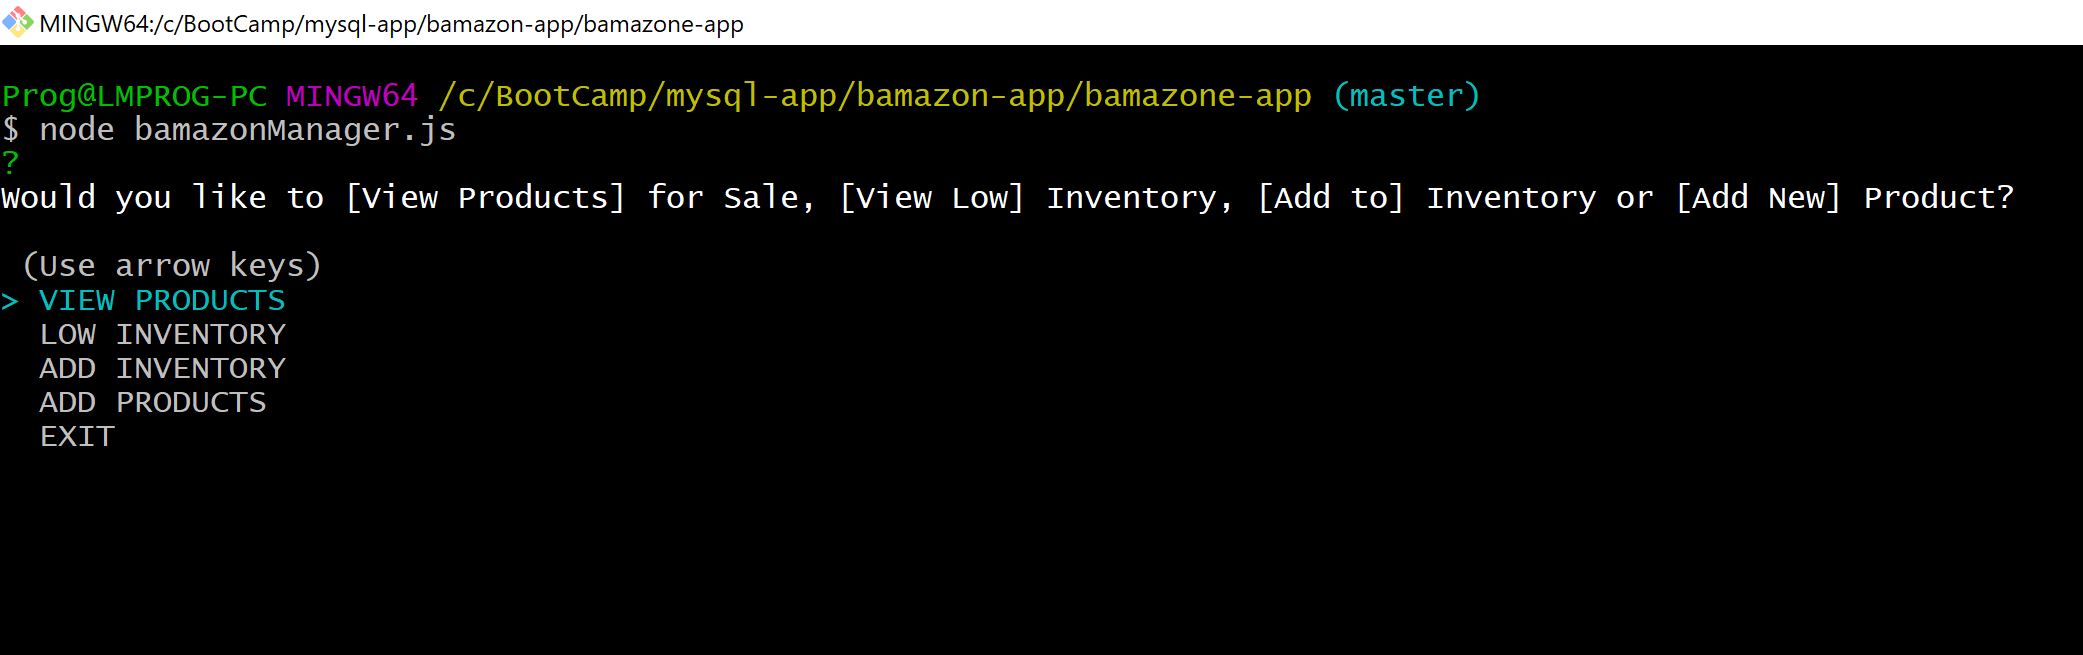 MINGW64:/c/BootCamp/mysql-app/bamazon-app/bamazone-app
Prog@LMPROG-PC MINGW64 /c/BootCamp/mysql-app/bamazon-app/bamazone-app (master)
$ node bamazonManager.js
?
Would you like to [View Products] for Sale, [View Low] Inventory, [Add to] Inventory or [Add New] Product?
(Use arrow keys)
> VIEW PRODUCTS
LOW INVENTORY
ADD INVENTORY
ADD PRODUCTS
EXIT